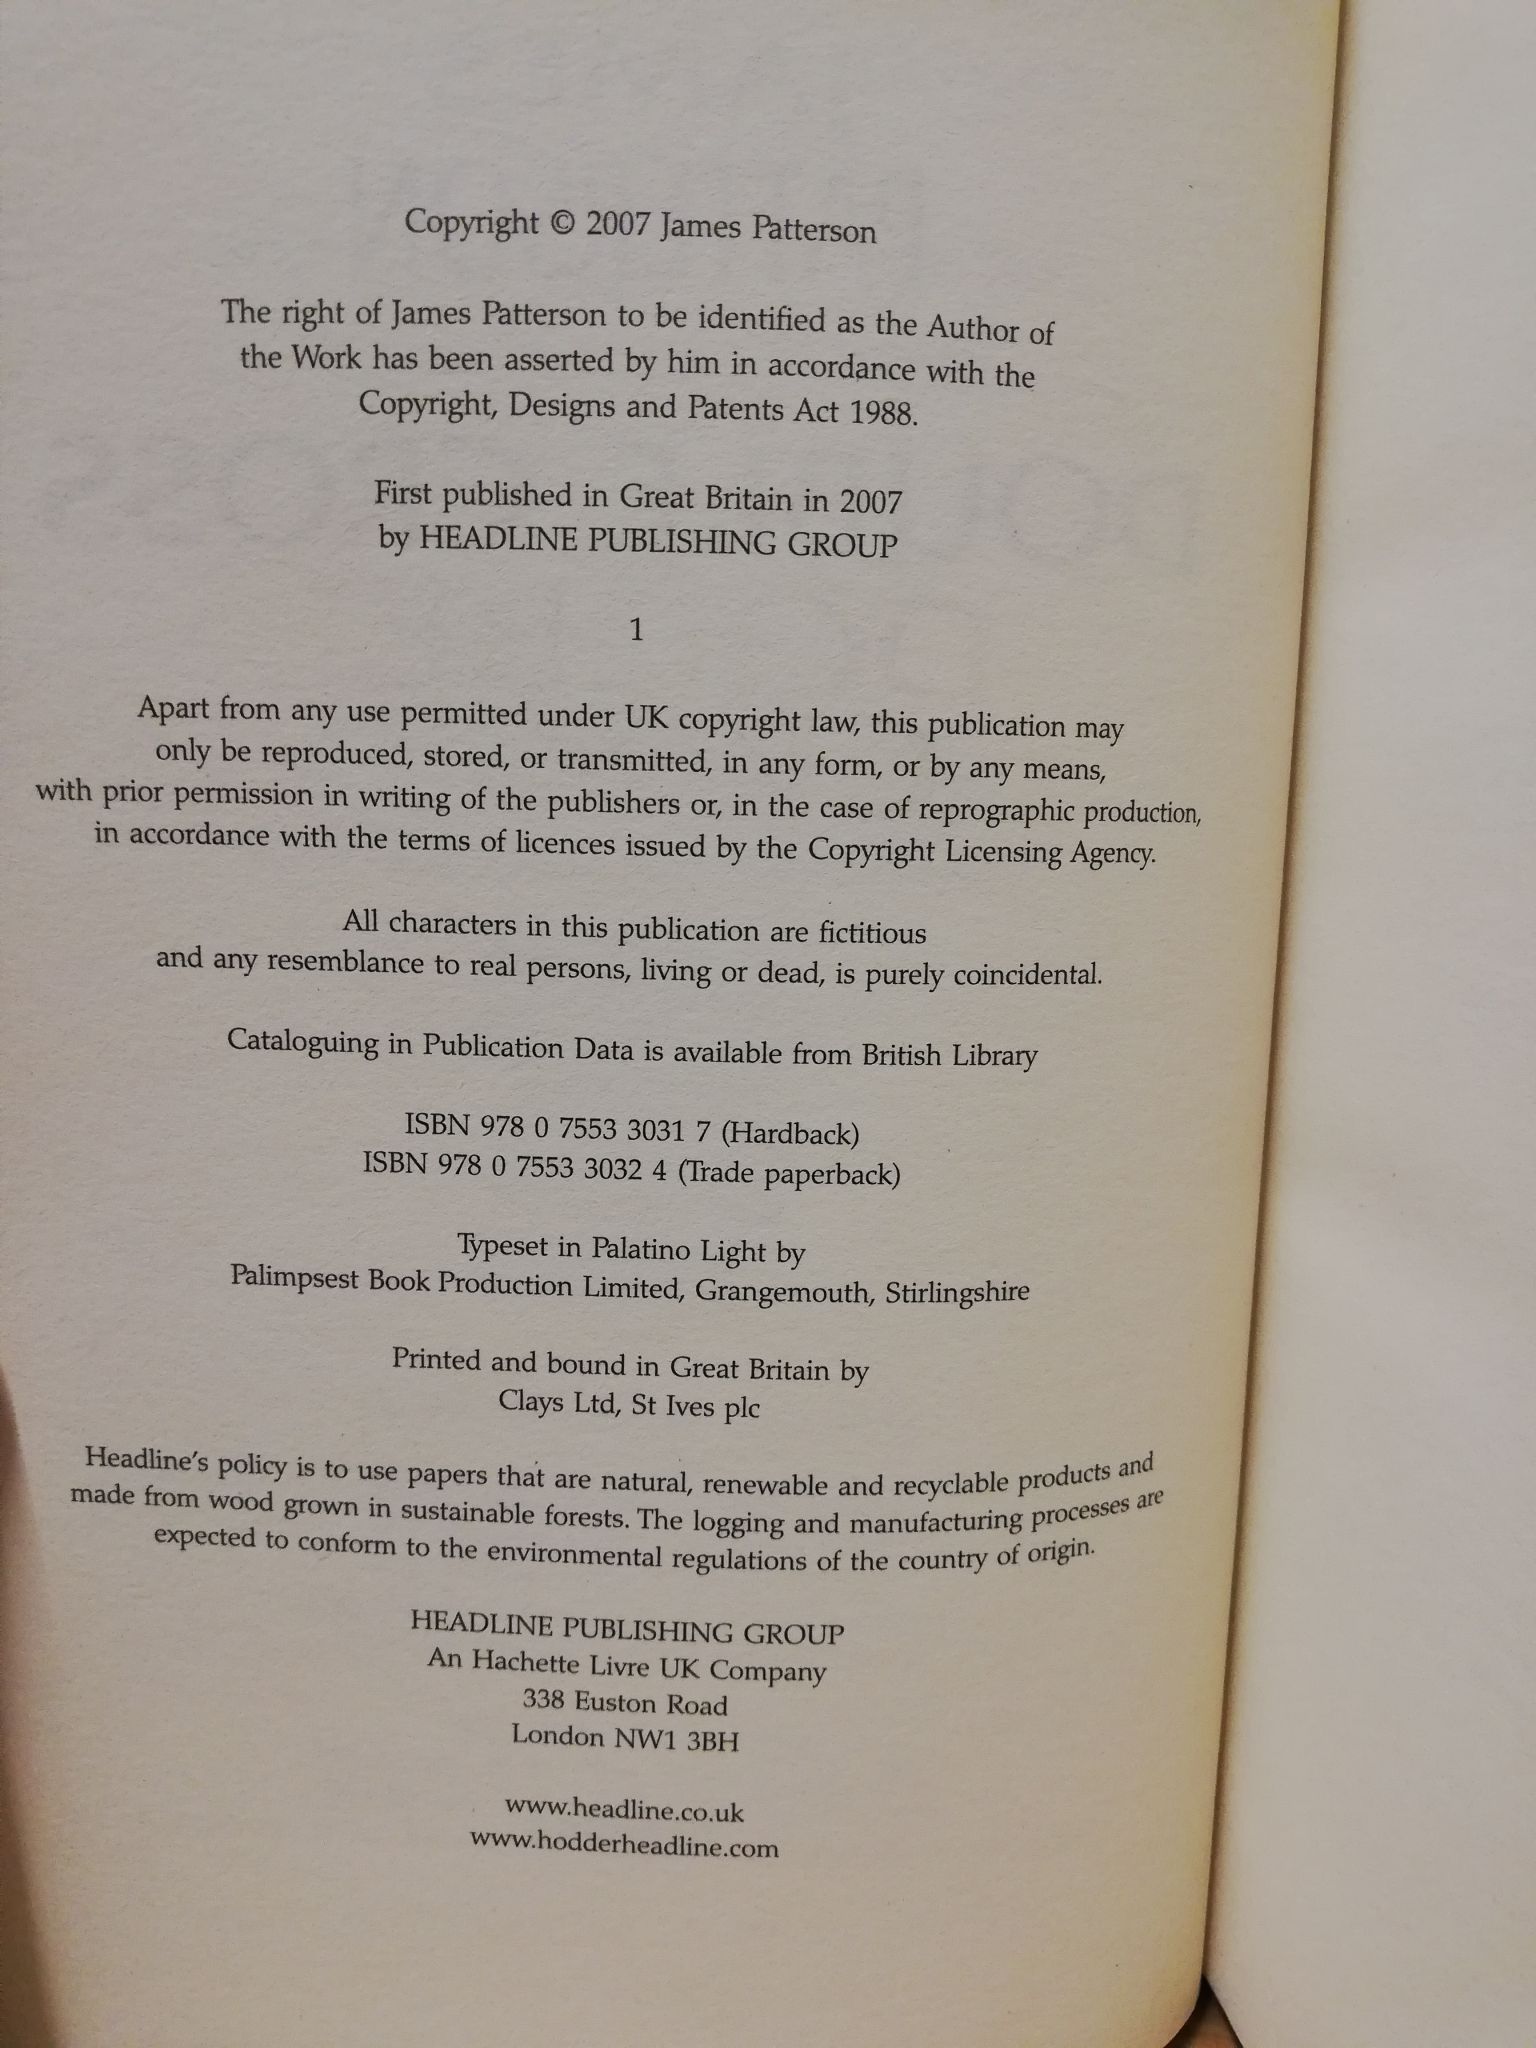 Copyright © 2007 James Patterson
The right of James Patterson to be identified as the Author of
the Work has been asserted by him in accordance with the
Copyright, Designs and Patents Act 1988.
First published in Great Britain in 2007
by HEADLINE PUBLISHING GROUP
1
Apart from any use permitted under UK copyright law, this publication may
only be reproduced, stored, or transmitted, in any form, or by any means,
with prior permission in writing of the publishers or, in the case of reprographic production,
in accordance with the terms of licences issued by the Copyright Licensing Agency.
All characters in this publication are fictitious
and any resemblance to real persons, living or dead, is purely coincidental.
Cataloguing in Publication Data is available from British Library
ISBN 978 0 7553 3031 7 (Hardback)
ISBN 978 0 7553 3032 4 (Trade paperback)
Typeset in Palatino Light by
Palimpsest Book Production Limited, Grangemouth, Stirlingshire
Printed and bound in Great Britain by
Clays Ltd, St Ives plc
Headline's policy is to use papers that are natural, renewable and recyclable products and
made from wood grown in sustainable forests. The logging and manufacturing processes are
expected to conform to the environmental regulations of the country of origin.
HEADLINE PUBLISHING GROUP
An Hachette Livre UK Company
338 Euston Road
London NW1 3BH
www.headline.co.uk
www.hodderheadline.com